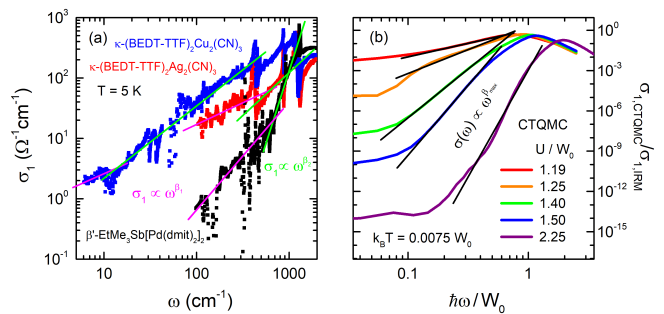 (a)
κ-(BEDT-TTF)₂Cu₂(CN)₃
κ-(BEDT-TTF)₂Ag₂(CN)₃
T = 5 K
σ₁ ∝ ω^β₁
σ₁ ∝ ω^β₂
β'-EtMe₃Sb[Pd(dmit)₂]₂
10³
10²
10¹
10⁰
10⁻¹
σ₁ (Ω⁻¹cm⁻¹)
10
100
1000
ω (cm⁻¹)
(b)
σ(ω) ∝ ω^β_max
CTQMC
U / W₀
1.19
1.25
1.40
1.50
2.25
k_BT = 0.0075 W₀
10⁰
10⁻³
10⁻⁶
10⁻⁹
10⁻¹²
10⁻¹⁵
σ₁,CTQMC/σ₁,IRM
0.1
1
ħω/W₀